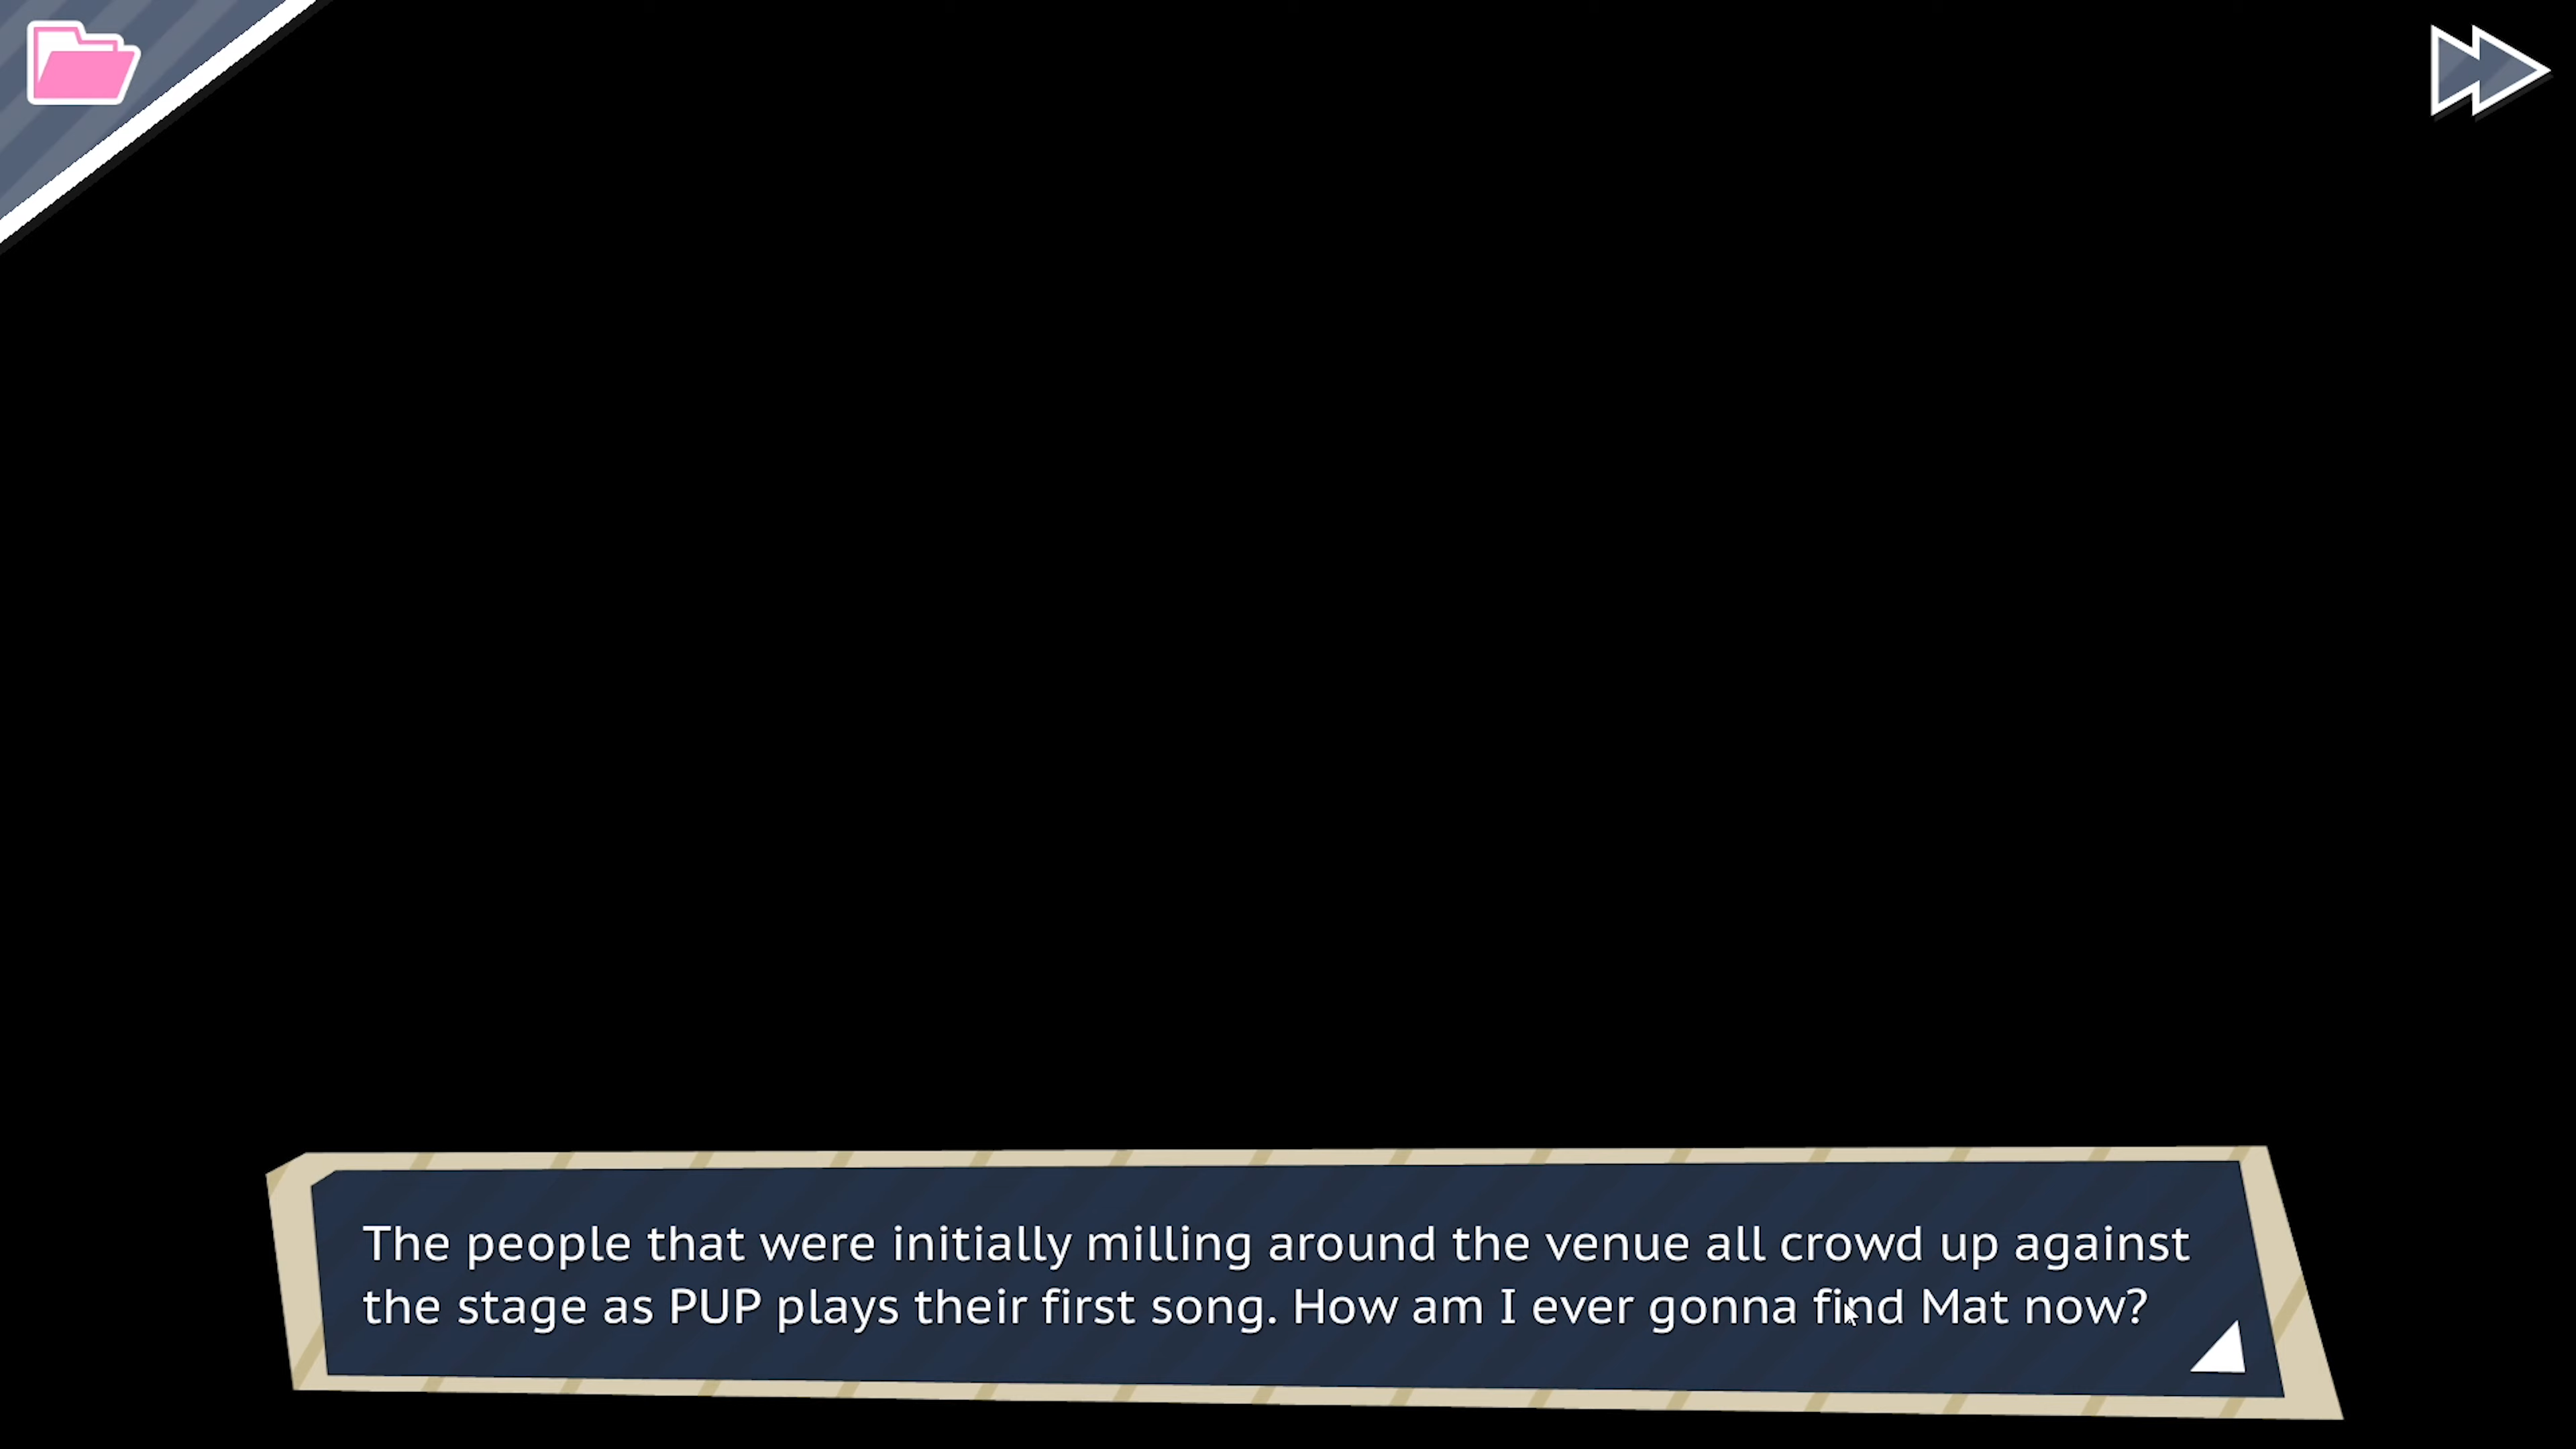 The people that were initially milling around the venue all crowd up against
the stage as PUP plays their first song. How am I ever gonna find Mat now?